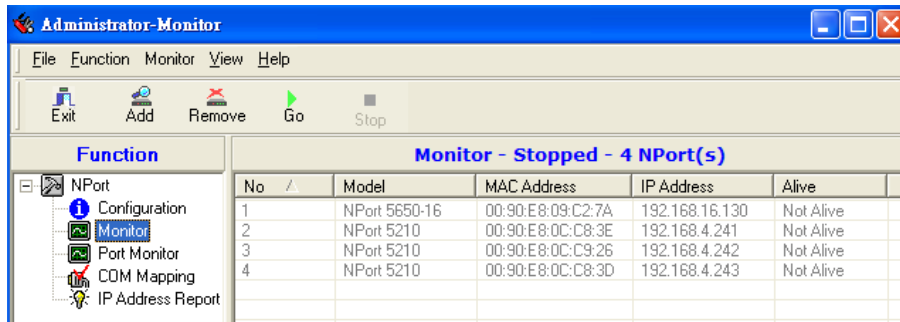 Administrator-Monitor
File Function Monitor View Help
Exit Add Remove Go Stop
Function
Monitor - Stopped - 4 NPort(s)
NPort
Configuration
Monitor
Port Monitor
COM Mapping
IP Address Report
No Model MAC Address IP Address Alive
1 NPort 5650-16 00:90:E8:09:C2:7A 192.168.16.130 Not Alive
2 NPort 5210 00:90:E8:0C:C8:3E 192.168.4.241 Not Alive
3 NPort 5210 00:90:E8:0C:C9:26 192.168.4.242 Not Alive
4 NPort 5210 00:90:E8:0C:C8:3D 192.168.4.243 Not Alive